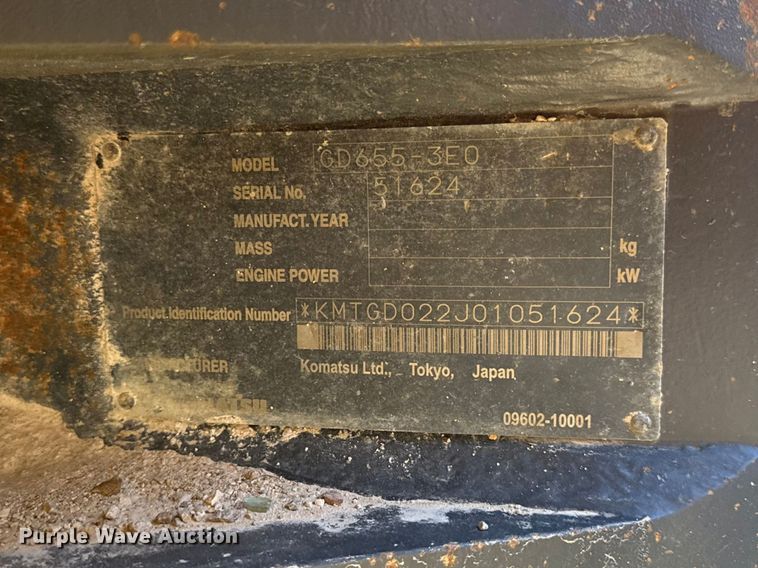 MODEL GD655-3E0
SERIAL No. 51624
MANUFACT. YEAR
MASS kg
ENGINE POWER kW
Product Identification Number *KMTGD022J01051624*
Komatsu Ltd., Tokyo, Japan
09602-10001
Purple Wave Auction